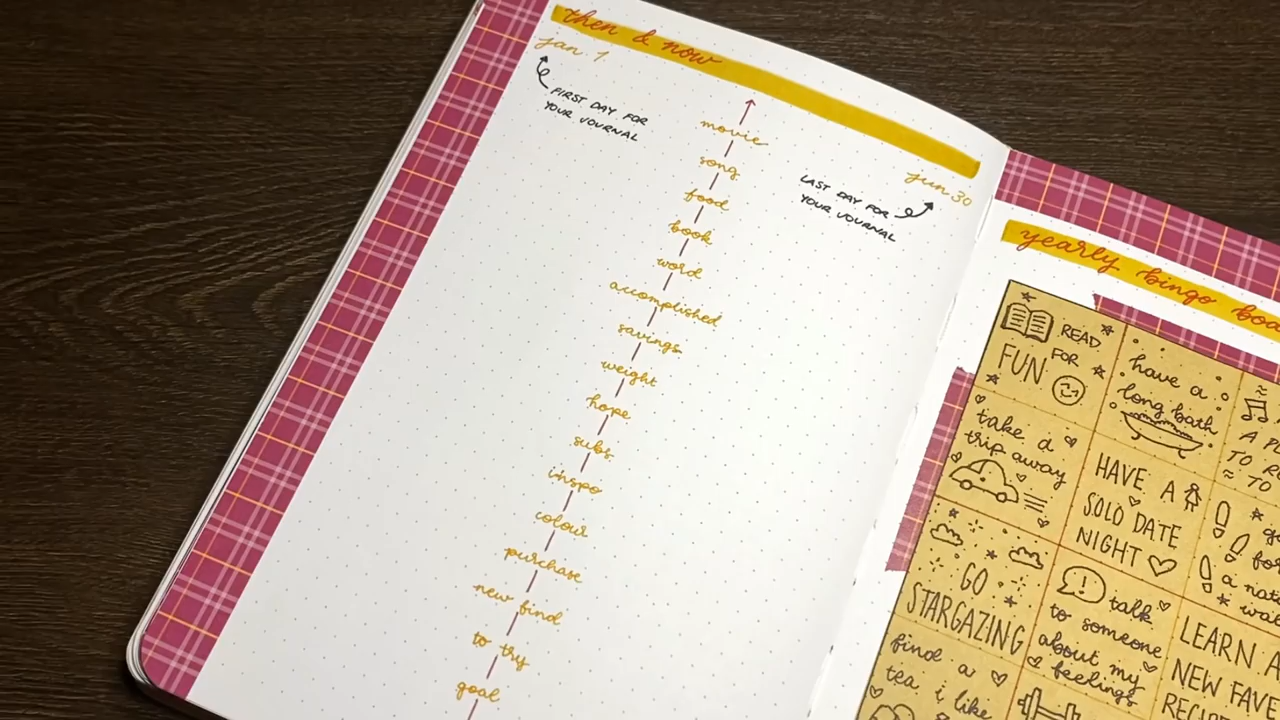 then & now
jan 1
FIRST DAY FOR
YOUR JOURNAL
jun 30
LAST DAY FOR
YOUR JOURNAL
movie
song
food
book
word
accomplished
savings
weight
hope
subs.
inspo
colour
purchase
new find
to try
goal
yearly bingo
READ
FOR
FUN
have a
long bath
TO
TO
take a
trip away
HAVE A
SOLO DATE
NIGHT
a
GO
STARGAZING
talk
to someone
about my
feelings
LEARN A
NEW
find a
tea i like